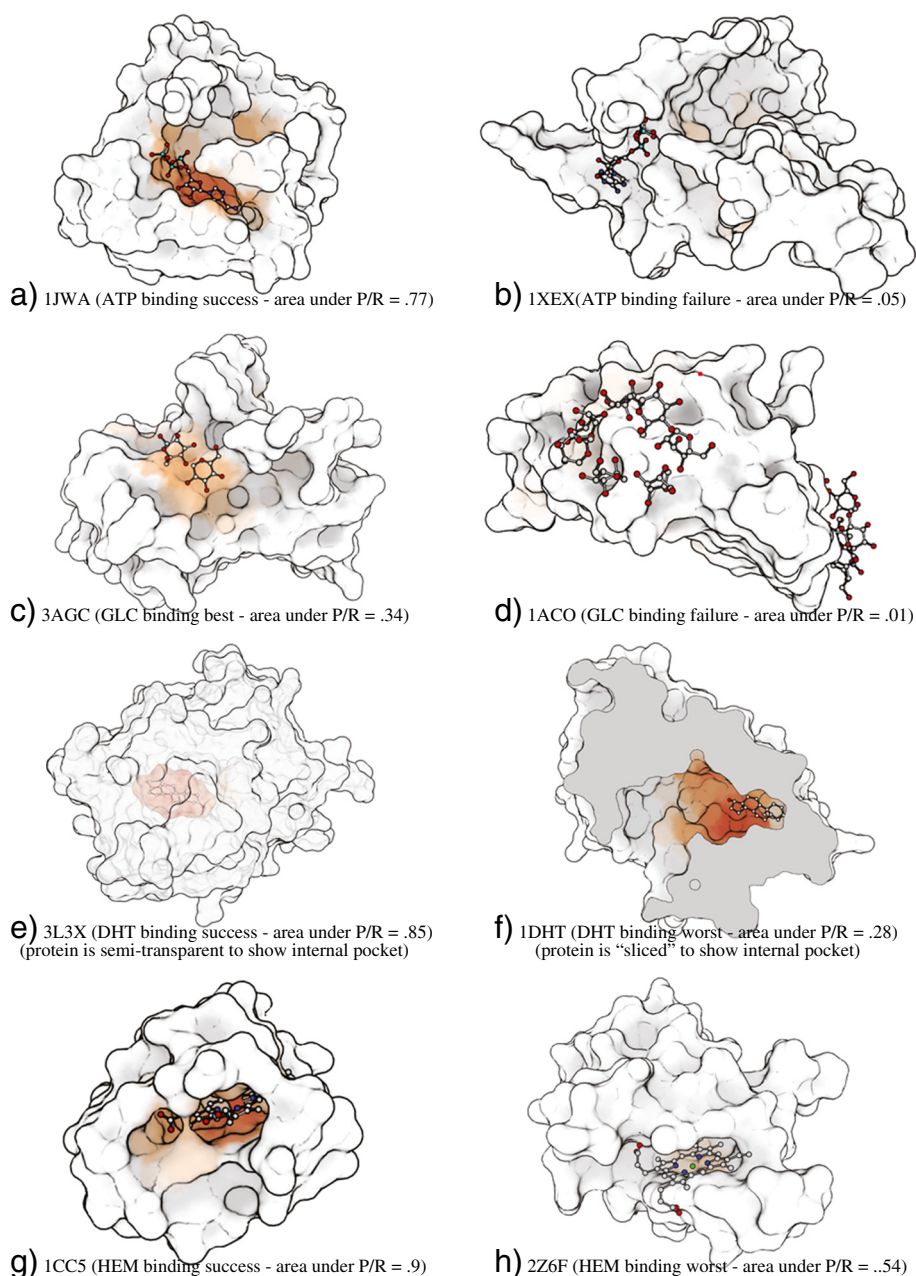 a) 1JWA (ATP binding success - area under P/R = .77)
b) 1XEX(ATP binding failure - area under P/R = .05)
c) 3AGC (GLC binding best - area under P/R = .34)
d) 1ACO (GLC binding failure - area under P/R = .01)
e) 3L3X (DHT binding success - area under P/R = .85)
(protein is semi-transparent to show internal pocket)
f) 1DHT (DHT binding worst - area under P/R = .28)
(protein is “sliced” to show internal pocket)
g) 1CC5 (HEM binding success - area under P/R = .9)
h) 2Z6F (HEM binding worst - area under P/R = ..54)